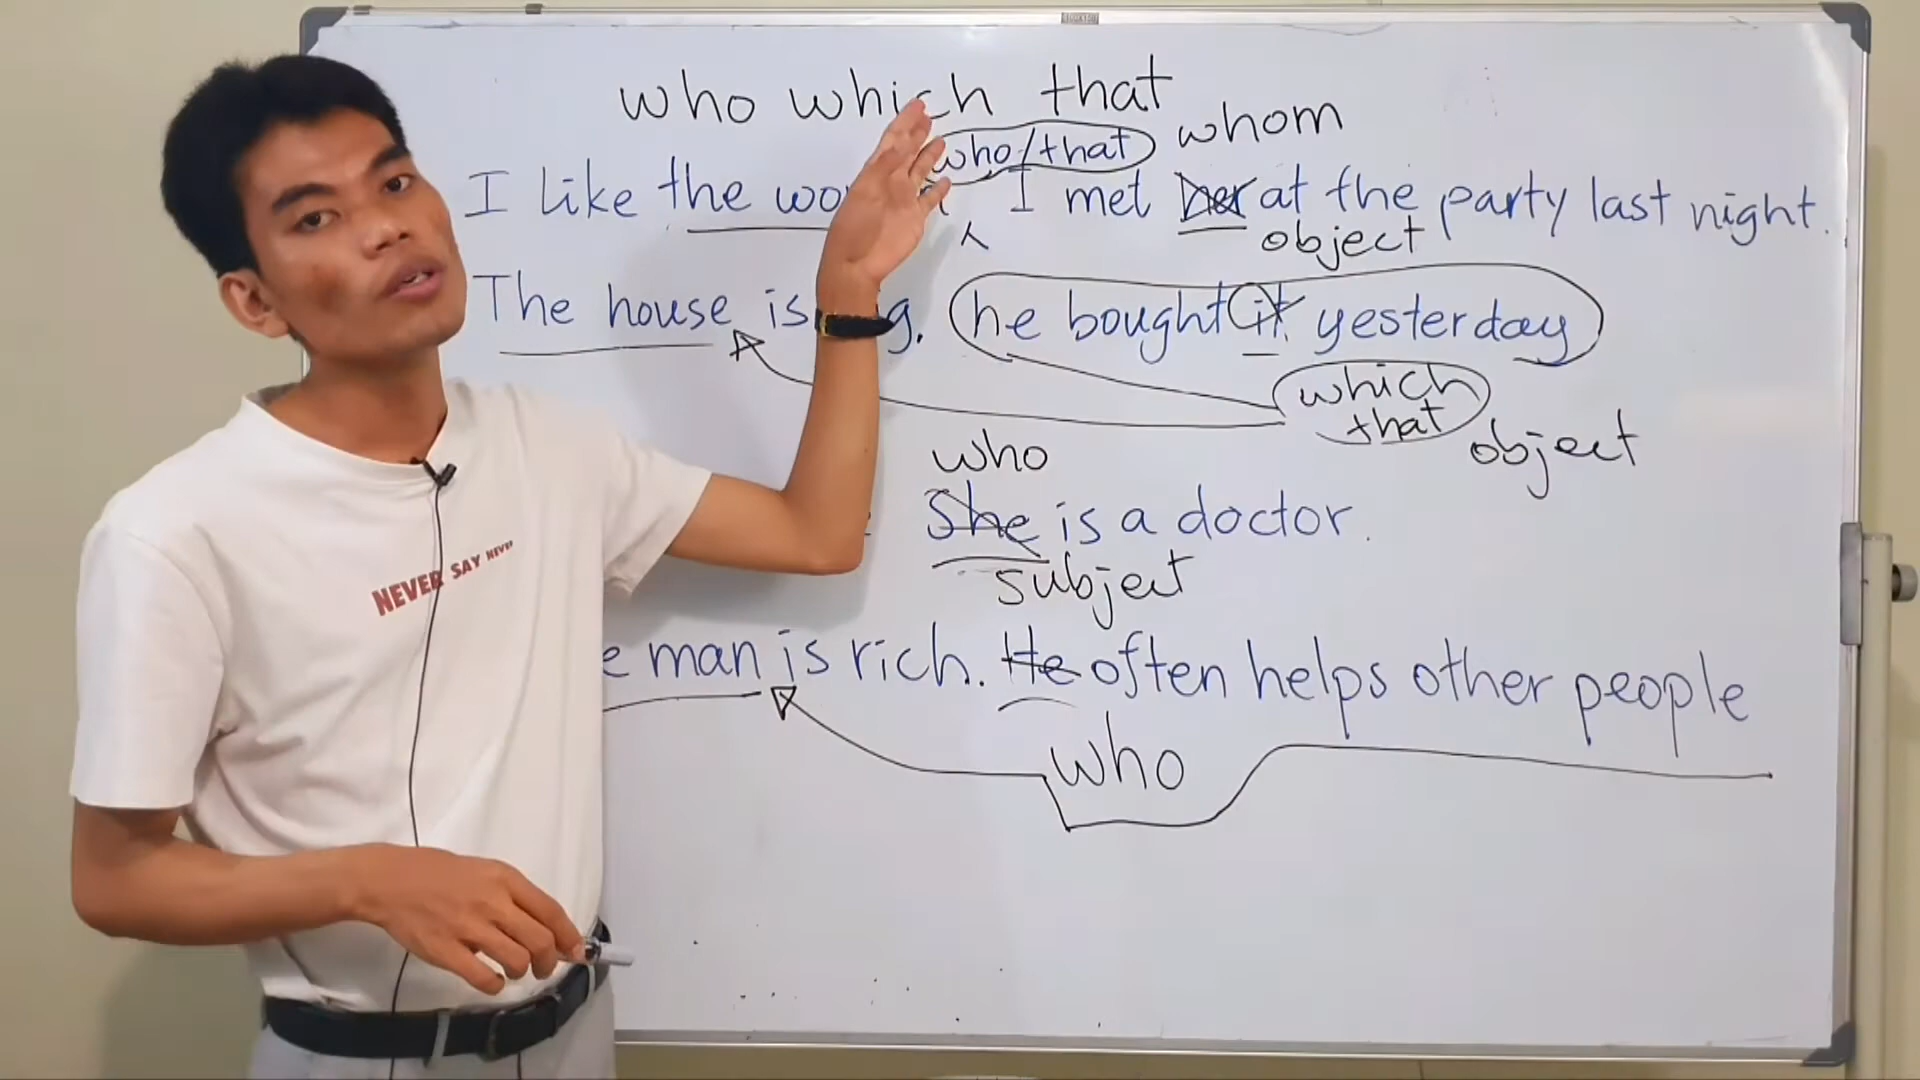 who which that
who/that whom
I like the I met her at the party last night.
object
The house is he bought it yesterday
which
that
object
who
She is a doctor.
subject
man is rich. He often helps other people
who
NEVER SAY NEVER